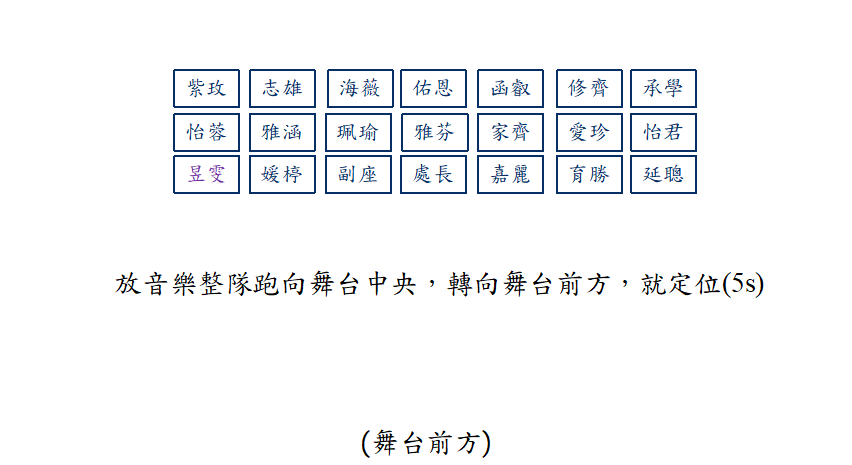 紫玫 志雄 海薇 佑恩 函叡 修齊 承學
怡蓉 雅涵 珮瑜 雅芬 家齊 愛珍 怡君
昱雯 媛椁 副座 處長 嘉麗 育勝 延聰
放音樂整隊跑向舞台中央，轉向舞台前方，就定位(5s)
(舞台前方)